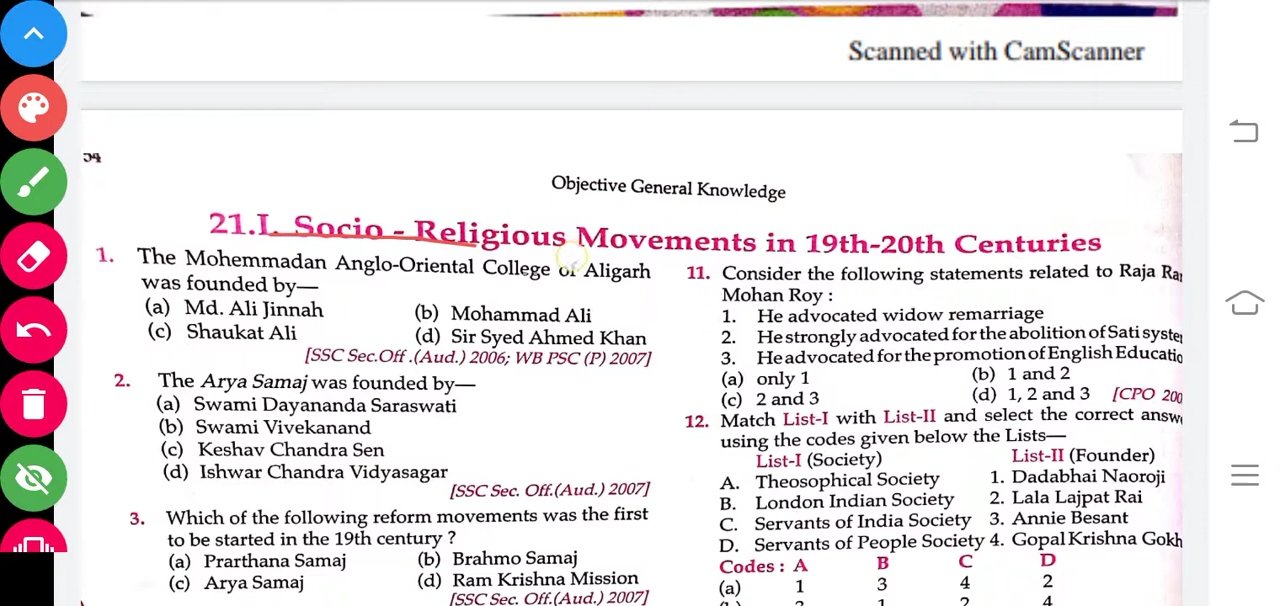 Scanned with CamScanner
Objective General Knowledge
21.I. Socio - Religious Movements in 19th-20th Centuries
1. The Mohemmadan Anglo-Oriental College of Aligarh
was founded by—
(a) Md. Ali Jinnah (b) Mohammad Ali
(c) Shaukat Ali (d) Sir Syed Ahmed Khan
[SSC Sec.Off .(Aud.) 2006; WB PSC (P) 2007]
2. The Arya Samaj was founded by—
(a) Swami Dayananda Saraswati
(b) Swami Vivekanand
(c) Keshav Chandra Sen
(d) Ishwar Chandra Vidyasagar
[SSC Sec. Off.(Aud.) 2007]
3. Which of the following reform movements was the first
to be started in the 19th century ?
(a) Prarthana Samaj (b) Brahmo Samaj
(c) Arya Samaj (d) Ram Krishna Mission
[SSC Sec. Off.(Aud.) 2007]
11. Consider the following statements related to Raja Ra
Mohan Roy :
1. He advocated widow remarriage
2. He strongly advocated for the abolition of Sati syste
3. He advocated for the promotion of English Educatio
(a) only 1 (b) 1 and 2
(c) 2 and 3 (d) 1, 2 and 3 [CPO 200
12. Match List-I with List-II and select the correct answ
using the codes given below the Lists—
List-I (Society) List-II (Founder)
A. Theosophical Society 1. Dadabhai Naoroji
B. London Indian Society 2. Lala Lajpat Rai
C. Servants of India Society 3. Annie Besant
D. Servants of People Society 4. Gopal Krishna Gokh
Codes : A B C D
(a) 1 3 4 2